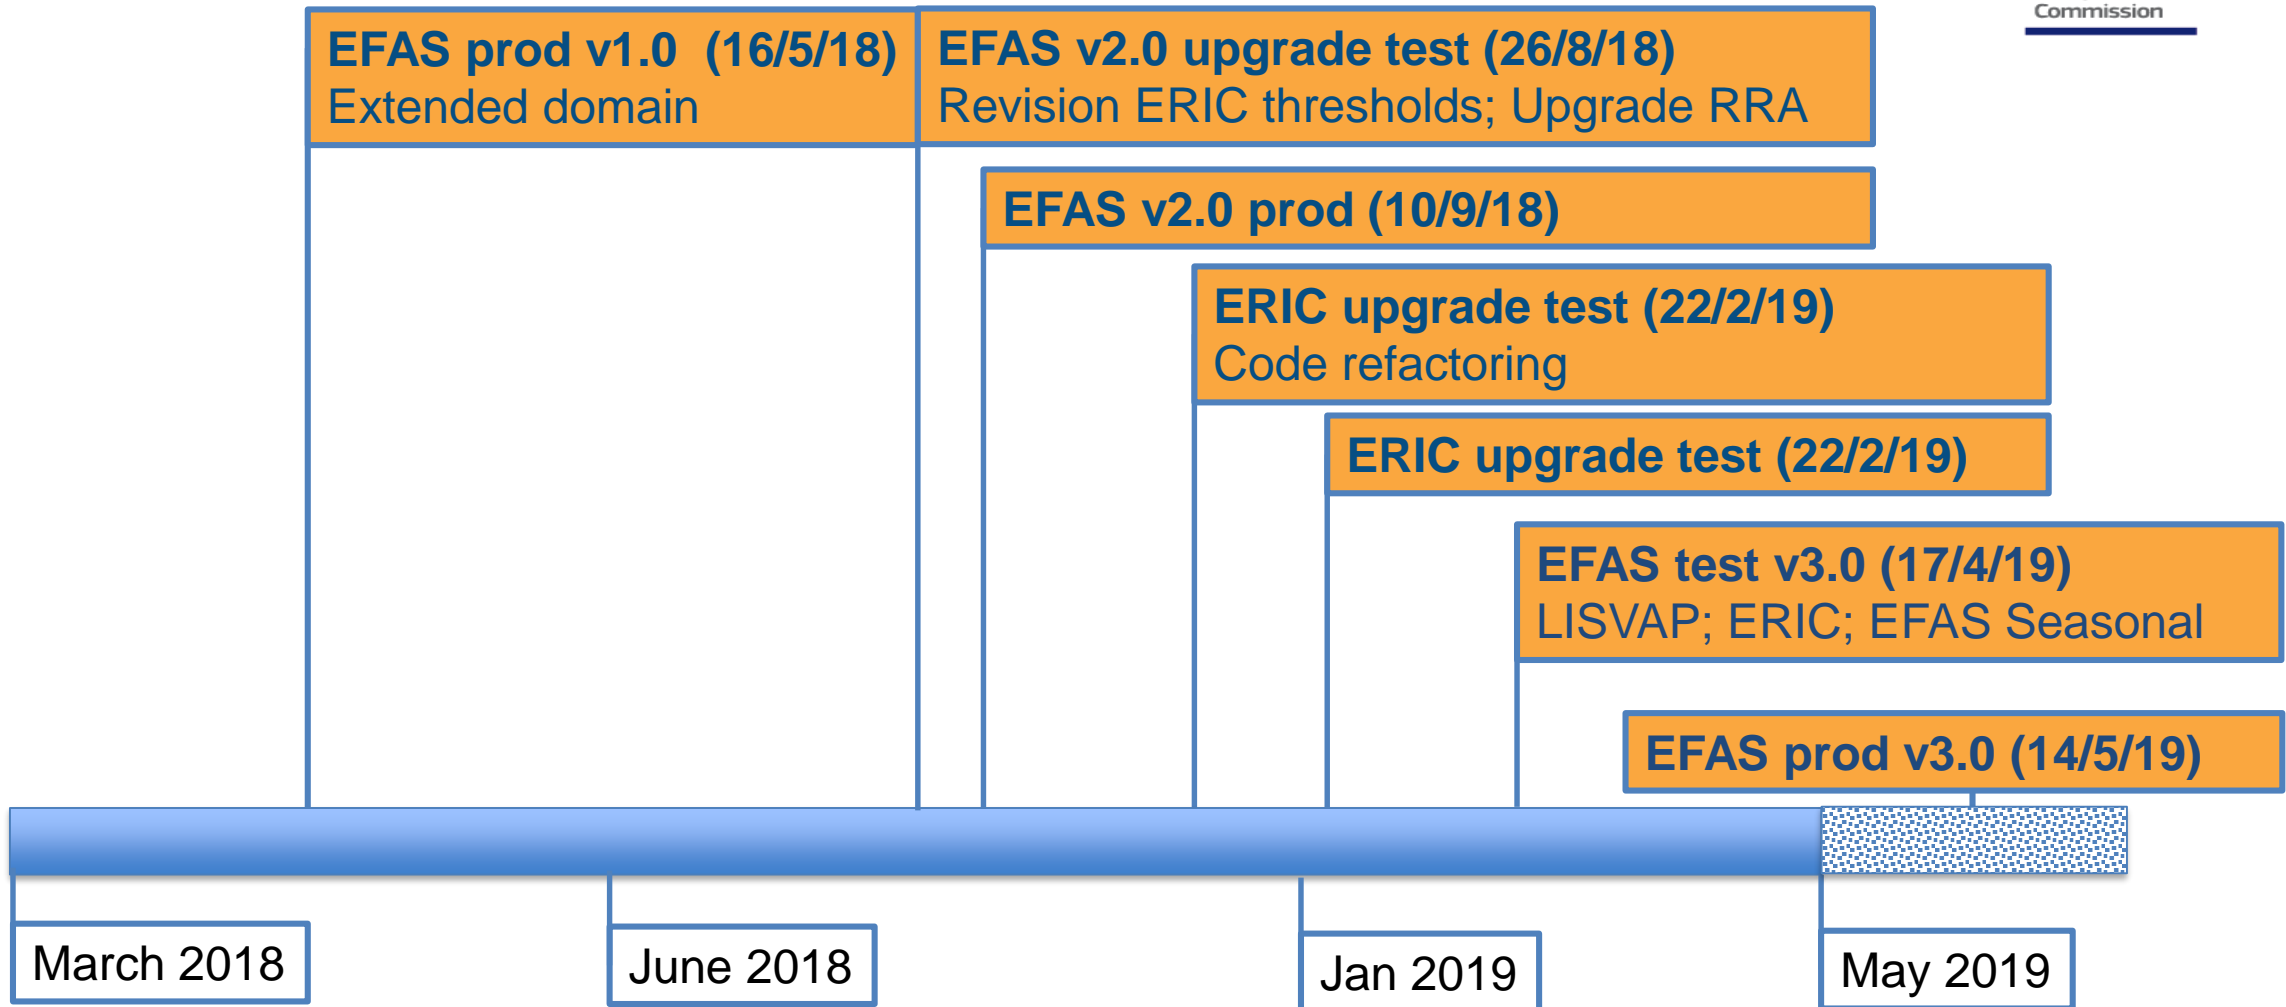 Commission
EFAS prod v1.0  (16/5/18)
Extended domain
EFAS v2.0 upgrade test (26/8/18)
Revision ERIC thresholds; Upgrade RRA
EFAS v2.0 prod (10/9/18)
ERIC upgrade test (22/2/19)
Code refactoring
ERIC upgrade test (22/2/19)
EFAS test v3.0 (17/4/19)
LISVAP; ERIC; EFAS Seasonal
EFAS prod v3.0 (14/5/19)
March 2018
June 2018
Jan 2019
May 2019